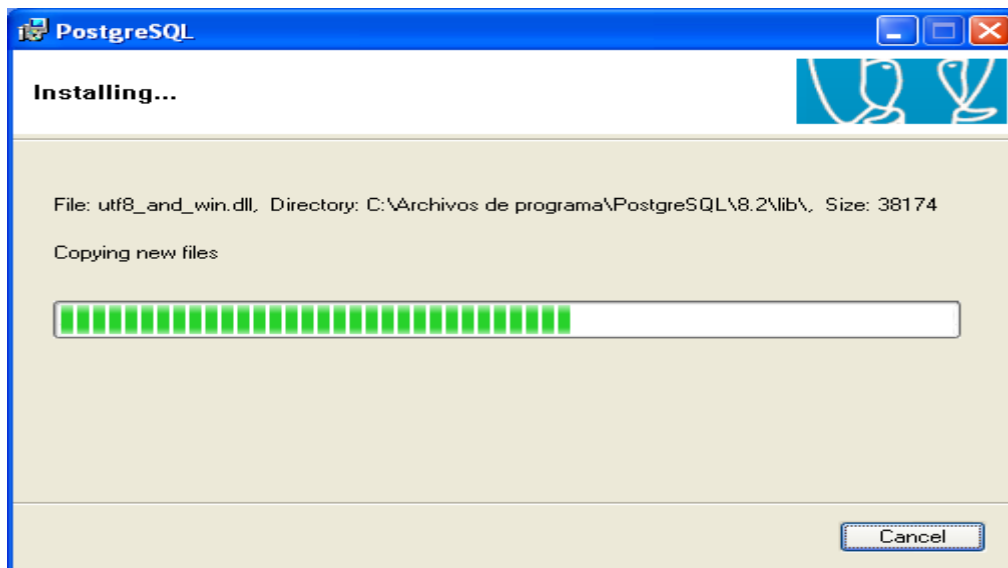 PostgreSQL
Installing...
File: utf8_and_win.dll, Directory: C:\Archivos de programa\PostgreSQL\8.2\lib\, Size: 38174
Copying new files
Cancel